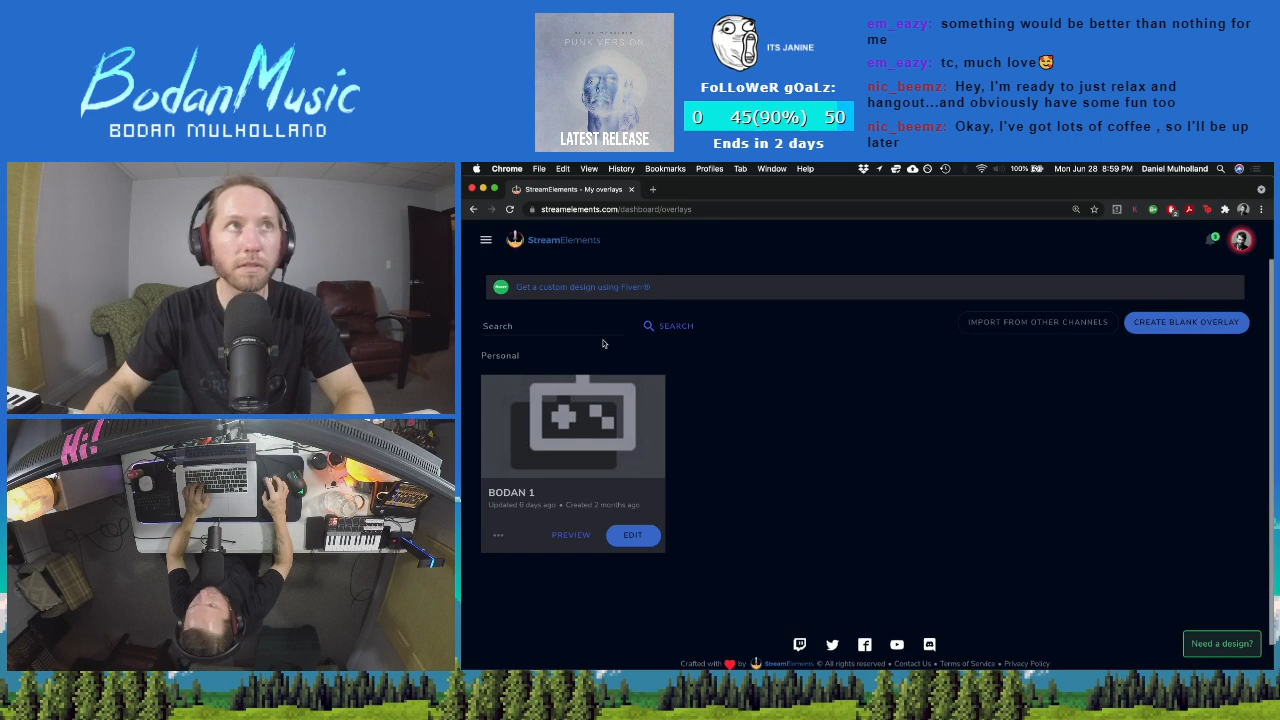 BodanMusic
BODAN MULHOLLAND
PUNK VERSION
LATEST RELEASE
ITS JANINE
FoLLoWeR gOaLz:
0 45(90%) 50
Ends in 2 days
em_eazy: something would be better than nothing for
me
em_eazy: tc, much love🥰
nic_beemz: Hey, I'm ready to just relax and
hangout...and obviously have some fun too
nic_beemz: Okay, I've got lots of coffee , so I'll be up
later
Hi!
Chrome File Edit View History Bookmarks Profiles Tab Window Help 100% Mon Jun 28 8:59 PM Daniel Mulholland
StreamElements - My overlays
streamelements.com/dashboard/overlays
StreamElements
Get a custom design using Fiverr®
Search SEARCH IMPORT FROM OTHER CHANNELS CREATE BLANK OVERLAY
Personal
BODAN 1
Updated 6 days ago • Created 2 months ago
PREVIEW EDIT
Need a design?
Crafted with ❤ by StreamElements © All rights reserved • Contact Us • Terms of Service • Privacy Policy